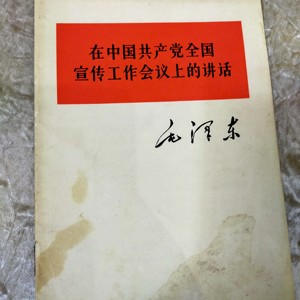 在中国共产党全国
宣传工作会议上的讲话
毛泽东